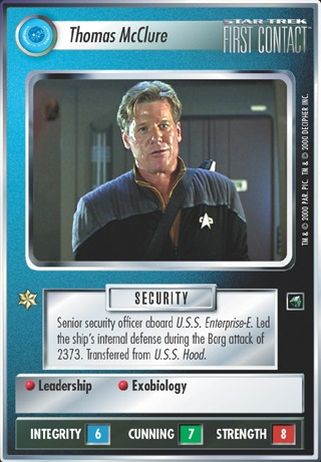 Thomas McClure
STAR TREK
FIRST CONTACT
TM & © 2000 PAR. PIC. TM & © 2000 DECIPHER INC.
SECURITY
Senior security officer aboard U.S.S. Enterprise-E. Led
the ship's internal defense during the Borg attack of
2373. Transferred from U.S.S. Hood.
Leadership Exobiology
INTEGRITY 6 CUNNING 7 STRENGTH 8